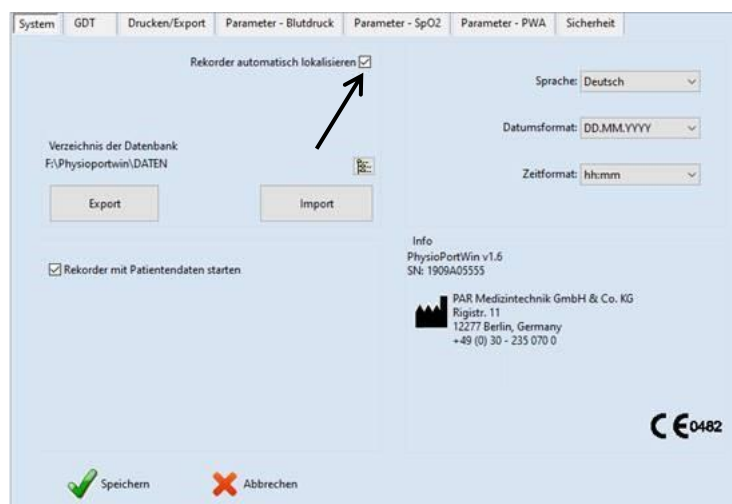 System GDT Drucken/Export Parameter - Blutdruck Parameter - SpO2 Parameter - PWA Sicherheit
Rekorder automatisch lokalisieren
Verzeichnis der Datenbank
F:\Physioportwin\DATEN
Export Import
Rekorder mit Patientendaten starten
Sprache: Deutsch
Datumsformat: DD.MM.YYYY
Zeitformat: hh:mm
Info
PhysioPortWin v1.6
SN: 1909A05555
PAR Medizintechnik GmbH & Co. KG
Rigistr. 11
12277 Berlin, Germany
+49 (0) 30 - 235 070 0
CE 0482
Speichern Abbrechen